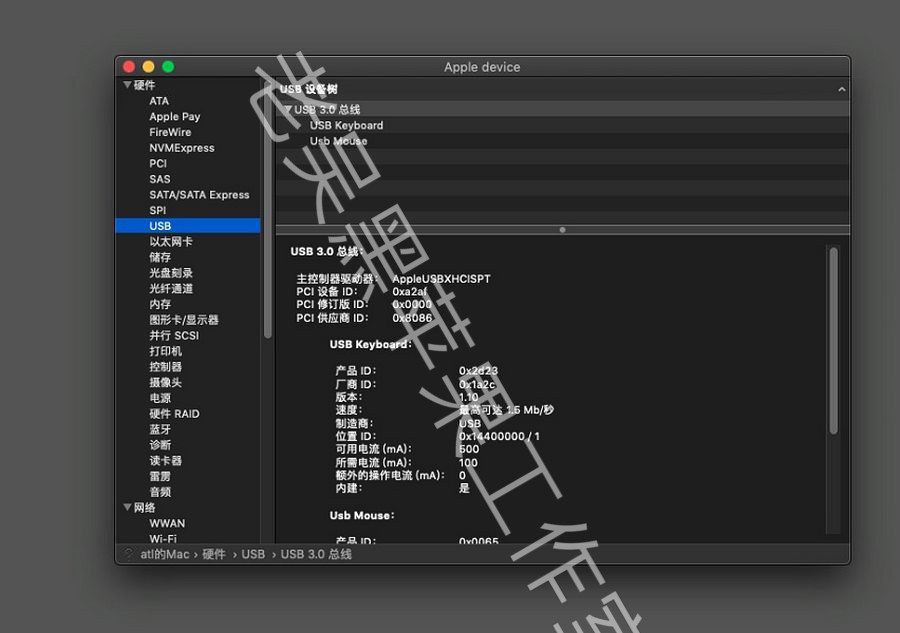 Apple device
硬件
ATA
Apple Pay
FireWire
NVMExpress
PCI
SAS
SATA/SATA Express
SPI
USB
以太网卡
储存
光盘刻录
光纤通道
内存
图形卡/显示器
并行 SCSI
打印机
控制器
摄像头
电源
硬件 RAID
蓝牙
诊断
读卡器
雷雳
音频
网络
WWAN
Wi-Fi
USB 设备树
USB 3.0 总线
USB Keyboard
Usb Mouse
USB 3.0 总线:
主控制器驱动器: AppleUSBXHCISPT
PCI 设备 ID: 0xa2af
PCI 修订版 ID: 0x0000
PCI 供应商 ID: 0x8086
USB Keyboard:
产品 ID: 0x2d23
厂商 ID: 0x1a2c
版本: 1.10
速度: 最高可达 1.5 Mb/秒
制造商: USB
位置 ID: 0x14400000 / 1
可用电流 (mA): 500
所需电流 (mA): 100
额外的操作电流 (mA): 0
内建: 是
Usb Mouse:
产品 ID: 0x0065
atl的Mac › 硬件 › USB › USB 3.0 总线
老吴黑苹果工作室